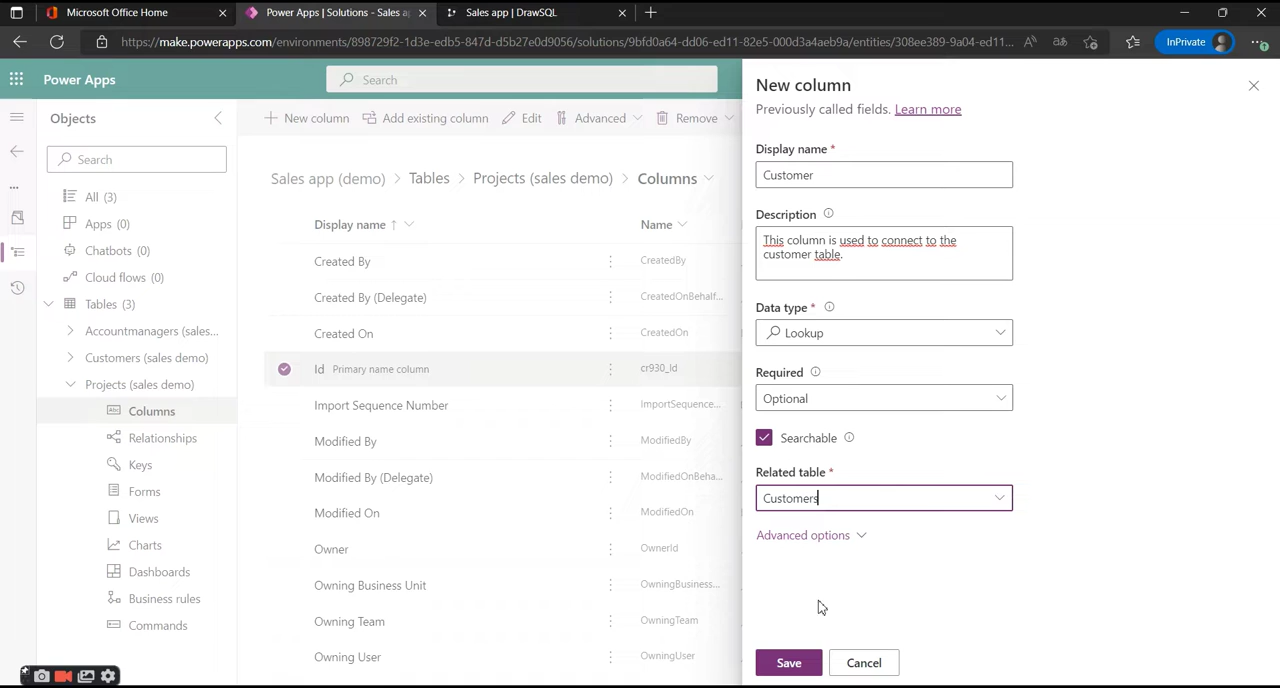 Microsoft Office Home
Power Apps | Solutions - Sales a
Sales app | DrawSQL
https://make.powerapps.com/environments/898729f2-1d3e-edb5-847d-d5b27e0d9056/solutions/9bfd0a64-dd06-ed11-82e5-000d3a4aeb9a/entities/308ee389-9a04-ed11...
InPrivate
Power Apps
Search
Objects
Search
All (3)
Apps (0)
Chatbots (0)
Cloud flows (0)
Tables (3)
Accountmanagers (sales...
Customers (sales demo)
Projects (sales demo)
Columns
Relationships
Keys
Forms
Views
Charts
Dashboards
Business rules
Commands
New column
Add existing column
Edit
Advanced
Remove
Sales app (demo) > Tables > Projects (sales demo) > Columns
Display name ↑
Name
Created By
CreatedBy
Created By (Delegate)
CreatedOnBehalf...
Created On
CreatedOn
Id Primary name column
cr930_Id
Import Sequence Number
ImportSequence...
Modified By
ModifiedBy
Modified By (Delegate)
ModifiedOnBeha...
Modified On
ModifiedOn
Owner
OwnerId
Owning Business Unit
OwningBusiness...
Owning Team
OwningTeam
Owning User
OwningUser
New column
Previously called fields. Learn more
Display name *
Customer
Description
This column is used to connect to the
customer table.
Data type *
Lookup
Required
Optional
Searchable
Related table *
Customers
Advanced options
Save
Cancel